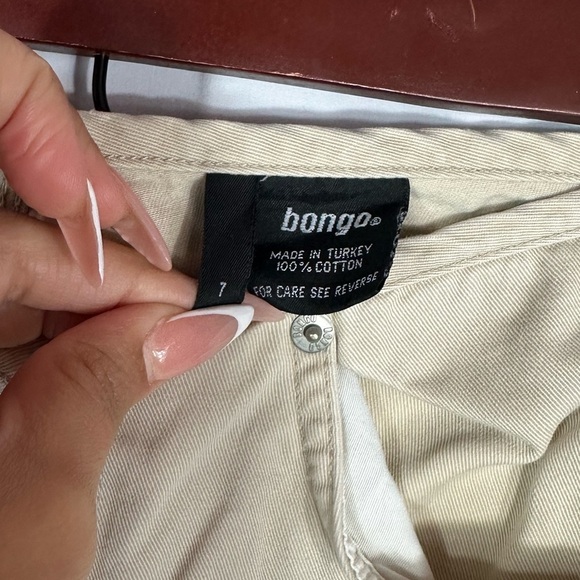 bongo®
MADE IN TURKEY
100% COTTON
FOR CARE SEE REVERSE
7